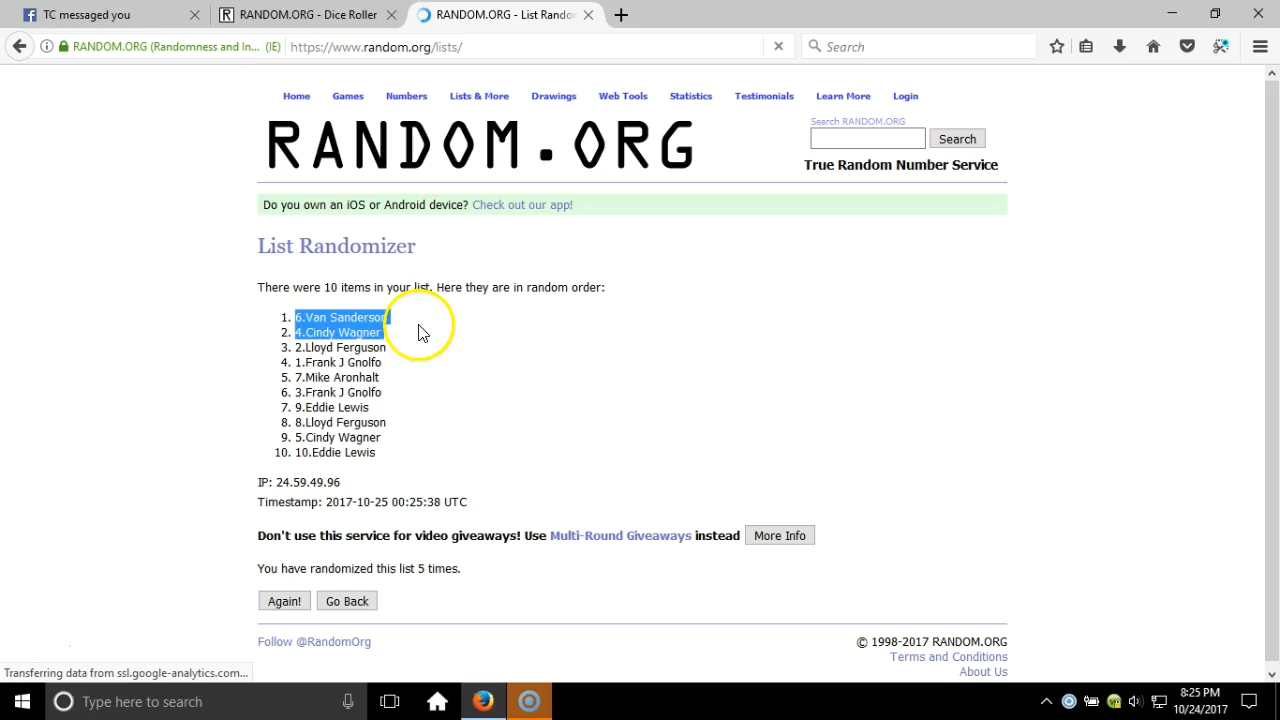 TC messaged you
RANDOM.ORG - Dice Roller
RANDOM.ORG - List Random
RANDOM.ORG (Randomness and In... (IE)
https://www.random.org/lists/
Search
Home Games Numbers Lists & More Drawings Web Tools Statistics Testimonials Learn More Login
Search RANDOM.ORG
RANDOM.ORG
Search
True Random Number Service
Do you own an iOS or Android device? Check out our app!
List Randomizer
There were 10 items in your list. Here they are in random order:
1. 6.Van Sanderson
2. 4.Cindy Wagner
3. 2.Lloyd Ferguson
4. 1.Frank J Gnolfo
5. 7.Mike Aronhalt
6. 3.Frank J Gnolfo
7. 9.Eddie Lewis
8. 8.Lloyd Ferguson
9. 5.Cindy Wagner
10. 10.Eddie Lewis
IP: 24.59.49.96
Timestamp: 2017-10-25 00:25:38 UTC
Don't use this service for video giveaways! Use Multi-Round Giveaways instead More Info
You have randomized this list 5 times.
Again! Go Back
Follow @RandomOrg
© 1998-2017 RANDOM.ORG
Terms and Conditions
About Us
Transferring data from ssl.google-analytics.com...
Type here to search
8:25 PM
10/24/2017